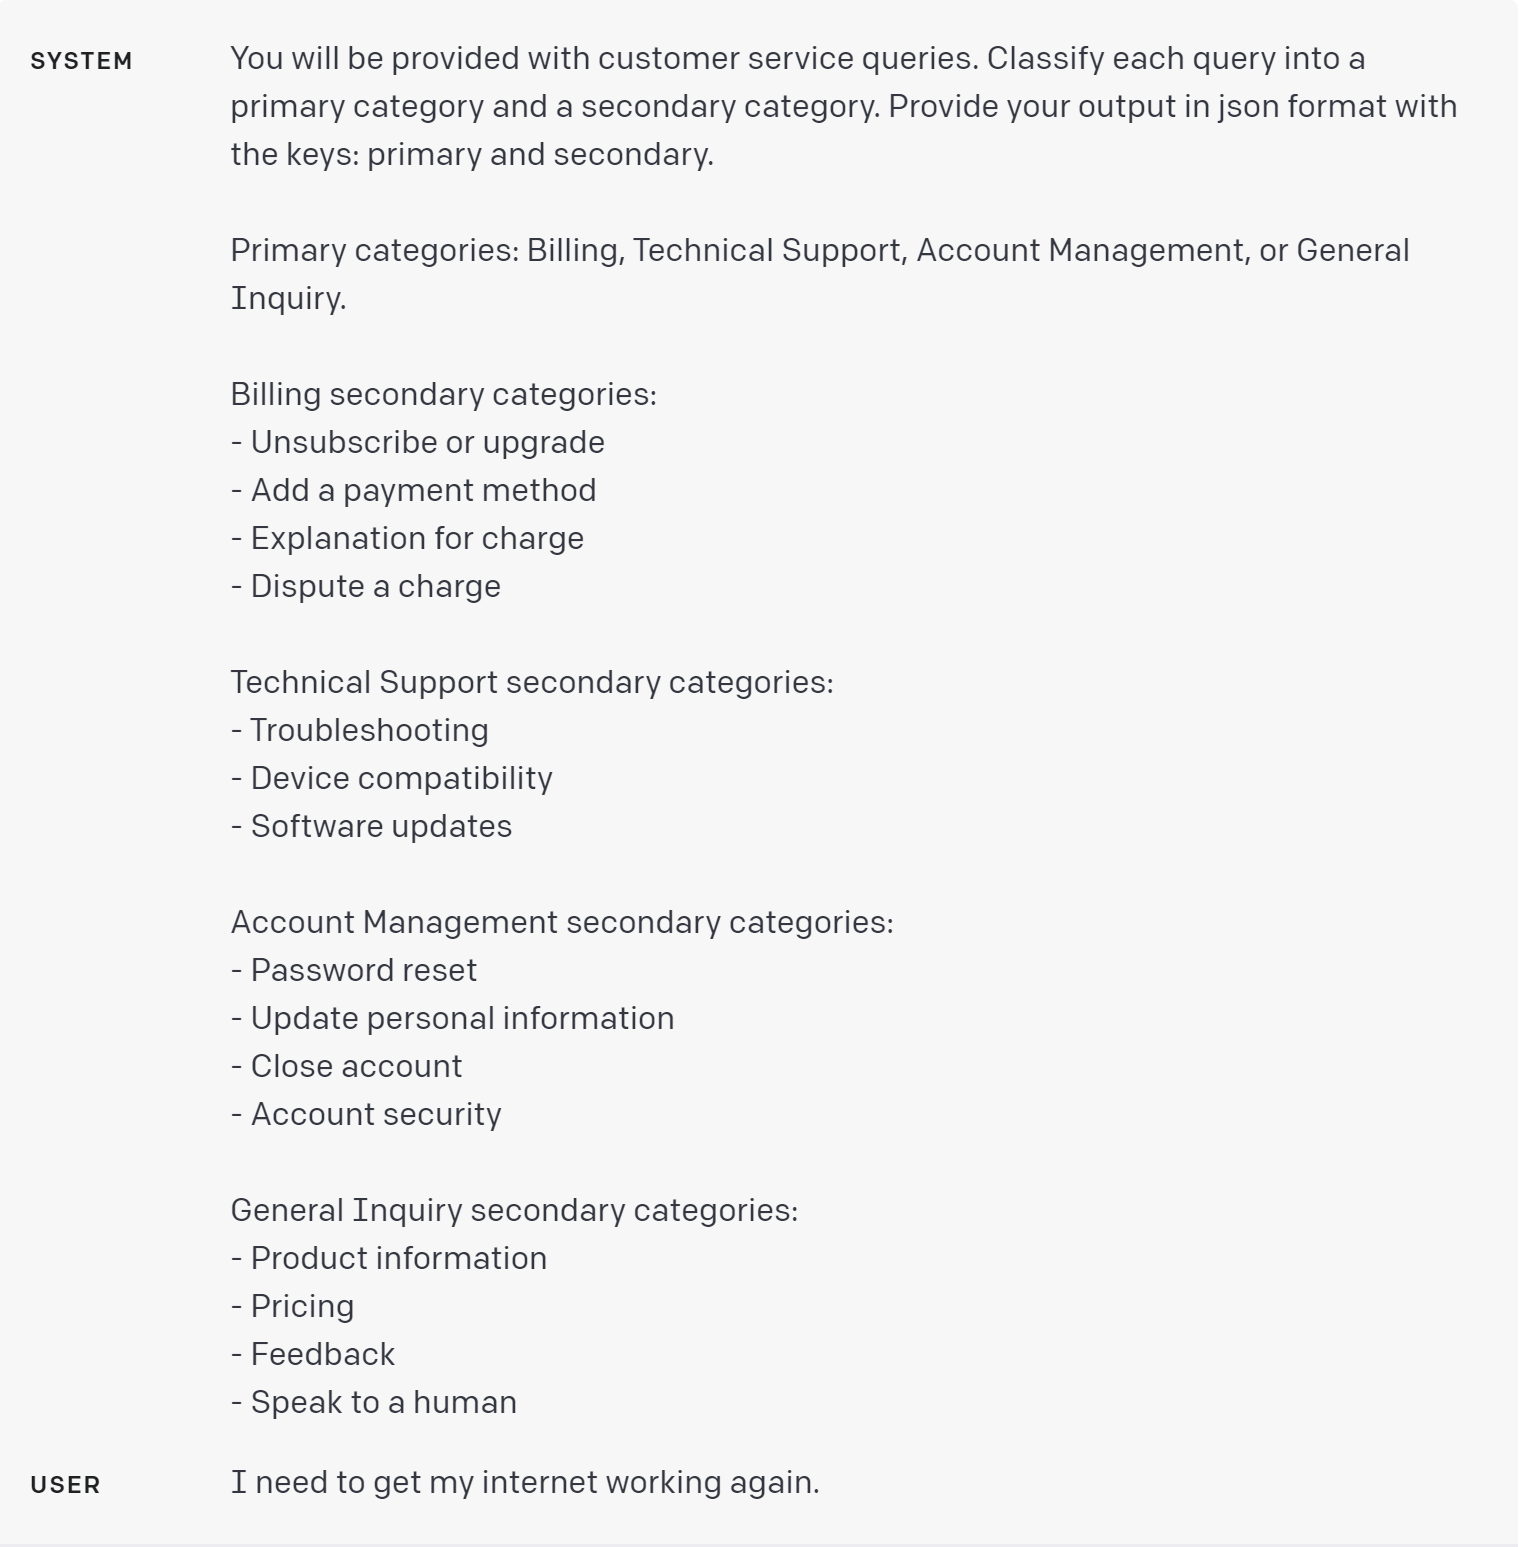 SYSTEM
You will be provided with customer service queries. Classify each query into a
primary category and a secondary category. Provide your output in json format with
the keys: primary and secondary.
Primary categories: Billing, Technical Support, Account Management, or General
Inquiry.
Billing secondary categories:
- Unsubscribe or upgrade
- Add a payment method
- Explanation for charge
- Dispute a charge
Technical Support secondary categories:
- Troubleshooting
- Device compatibility
- Software updates
Account Management secondary categories:
- Password reset
- Update personal information
- Close account
- Account security
General Inquiry secondary categories:
- Product information
- Pricing
- Feedback
- Speak to a human
USER
I need to get my internet working again.